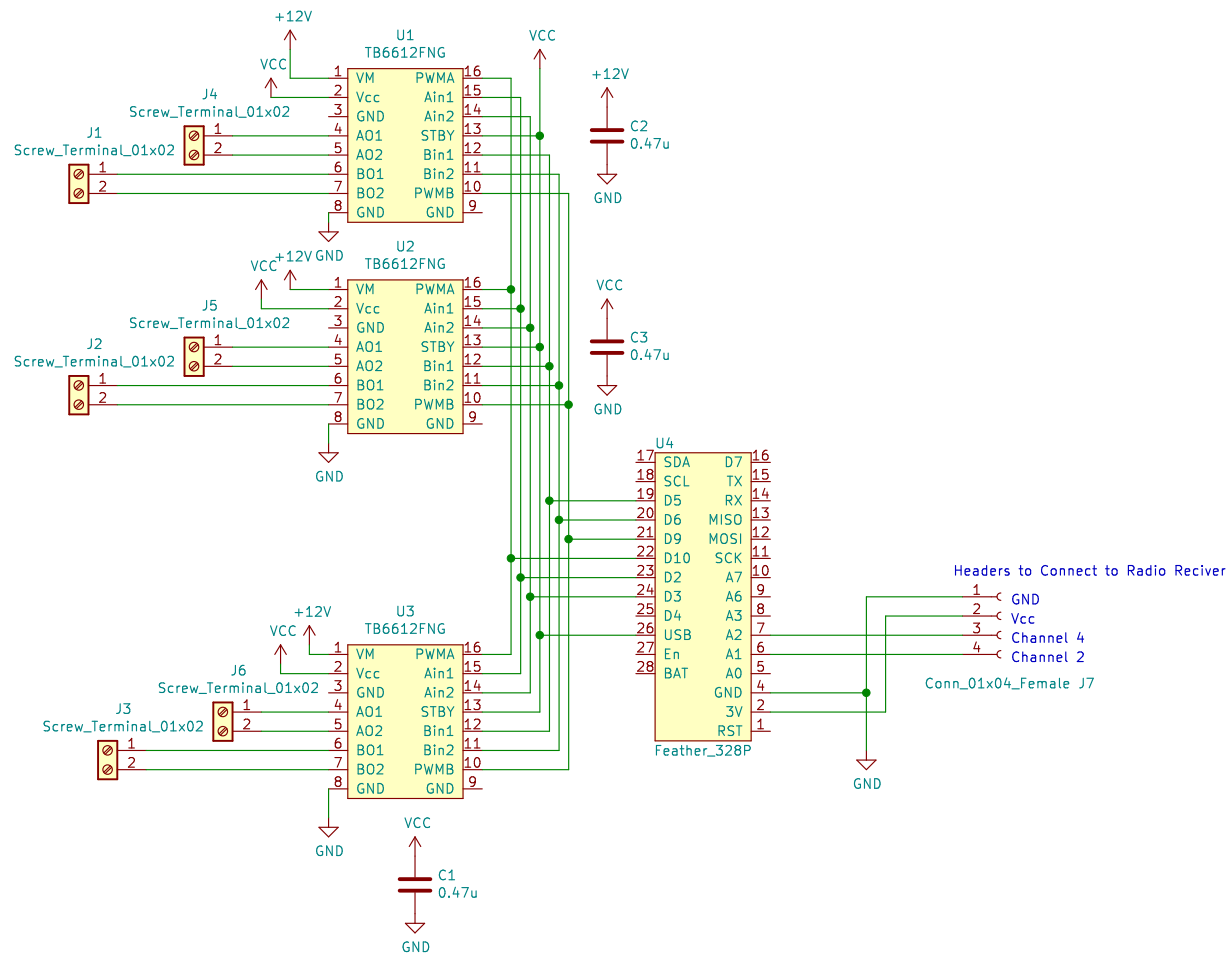 +12V
VCC
J4
Screw_Terminal_01x02
1
2
J1
Screw_Terminal_01x02
1
2
U1
TB6612FNG
1 VM PWMA 16
2 Vcc Ain1 15
3 GND Ain2 14
4 AO1 STBY 13
5 AO2 Bin1 12
6 BO1 Bin2 11
7 BO2 PWMB 10
8 GND GND 9
GND
VCC
+12V
C2
0.47u
GND
+12V
VCC
J5
Screw_Terminal_01x02
1
2
J2
Screw_Terminal_01x02
1
2
U2
TB6612FNG
1 VM PWMA 16
2 Vcc Ain1 15
3 GND Ain2 14
4 AO1 STBY 13
5 AO2 Bin1 12
6 BO1 Bin2 11
7 BO2 PWMB 10
8 GND GND 9
GND
VCC
C3
0.47u
GND
U4
17 SDA D7 16
18 SCL TX 15
19 D5 RX 14
20 D6 MISO 13
21 D9 MOSI 12
22 D10 SCK 11
23 D2 A7 10
24 D3 A6 9
25 D4 A3 8
26 USB A2 7
27 En A1 6
28 BAT A0 5
GND 4
3V 2
RST 1
Feather_328P
Headers to Connect to Radio Reciver
1 GND
2 Vcc
3 Channel 4
4 Channel 2
Conn_01x04_Female J7
GND
+12V
VCC
J6
Screw_Terminal_01x02
1
2
J3
Screw_Terminal_01x02
1
2
U3
TB6612FNG
1 VM PWMA 16
2 Vcc Ain1 15
3 GND Ain2 14
4 AO1 STBY 13
5 AO2 Bin1 12
6 BO1 Bin2 11
7 BO2 PWMB 10
8 GND GND 9
GND
VCC
C1
0.47u
GND